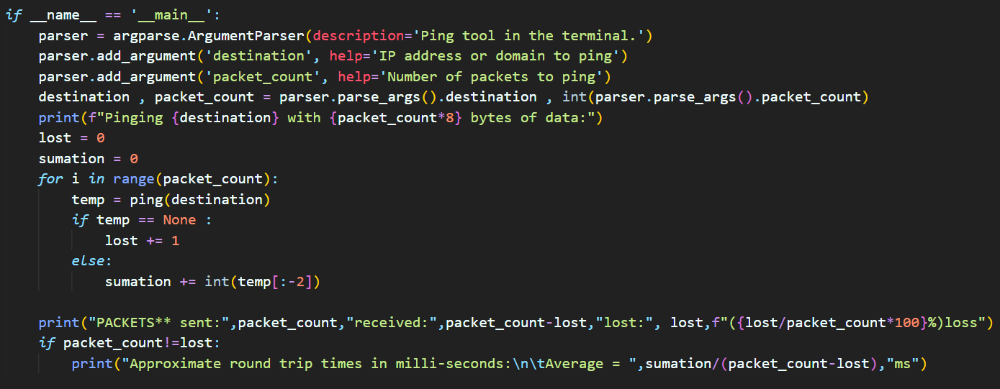 if __name__ == '__main__':
    parser = argparse.ArgumentParser(description='Ping tool in the terminal.')
    parser.add_argument('destination', help='IP address or domain to ping')
    parser.add_argument('packet_count', help='Number of packets to ping')
    destination , packet_count = parser.parse_args().destination , int(parser.parse_args().packet_count)
    print(f"Pinging {destination} with {packet_count*8} bytes of data:")
    lost = 0
    sumation = 0
    for i in range(packet_count):
        temp = ping(destination)
        if temp == None :
            lost += 1
        else:
            sumation += int(temp[:-2])

    print("PACKETS** sent:",packet_count,"received:",packet_count-lost,"lost:", lost,f"({lost/packet_count*100}%)loss")
    if packet_count!=lost:
        print("Approximate round trip times in milli-seconds:\n\tAverage = ",sumation/(packet_count-lost),"ms")